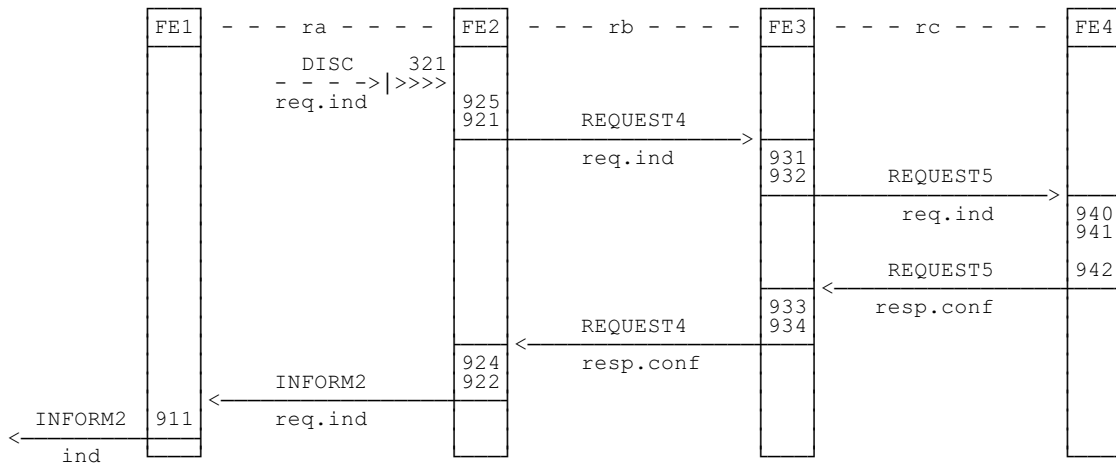 FE1 - - - ra - - - - FE2 - - - rb - - - - FE3 - - - rc - - - - FE4
DISC 321
- - - ->|>>>>
req.ind 925
921 REQUEST4
req.ind 931
932 REQUEST5
req.ind 940
941
REQUEST5 942
933 resp.conf
REQUEST4 934
924 resp.conf
INFORM2 922
INFORM2 911 req.ind
ind